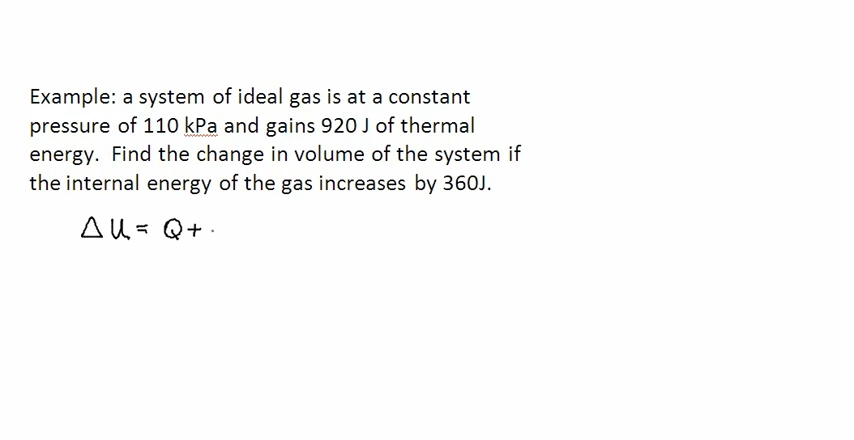 Example: a system of ideal gas is at a constant
pressure of 110 kPa and gains 920 J of thermal
energy.  Find the change in volume of the system if
the internal energy of the gas increases by 360J.
ΔU = Q +